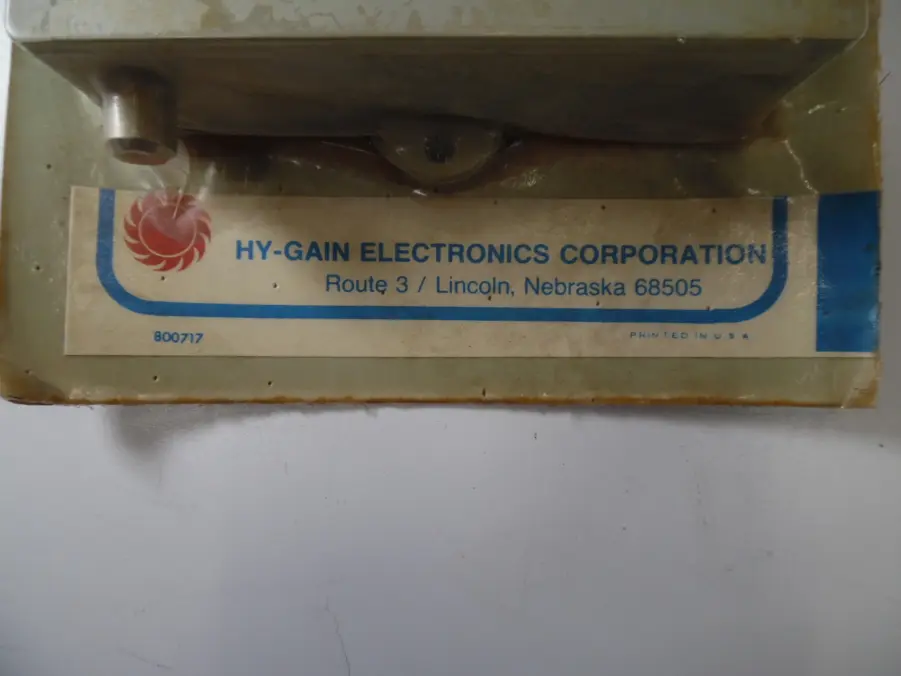 HY-GAIN ELECTRONICS CORPORATION
Route 3 / Lincoln, Nebraska 68505
800717
PRINTED IN U S A